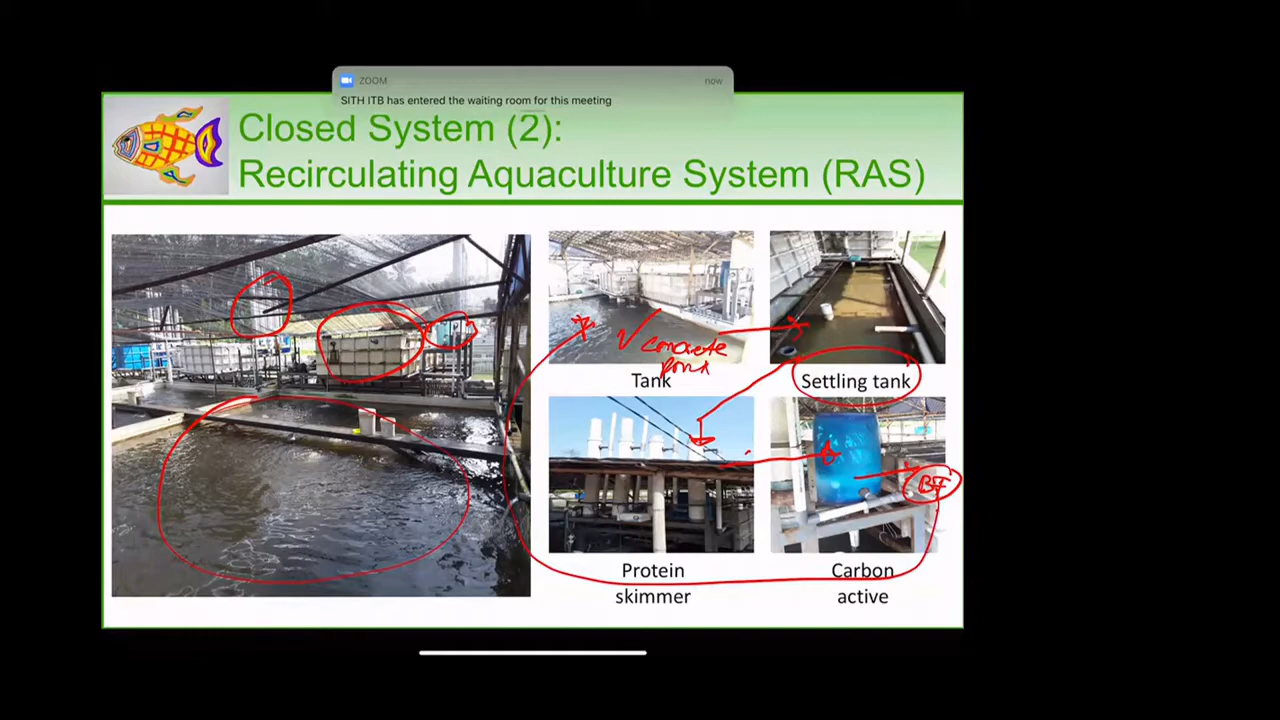 ZOOM
now
SITH ITB has entered the waiting room for this meeting
Closed System (2):
Recirculating Aquaculture System (RAS)
concrete
Tank
Settling tank
BF
Protein
skimmer
Carbon
active